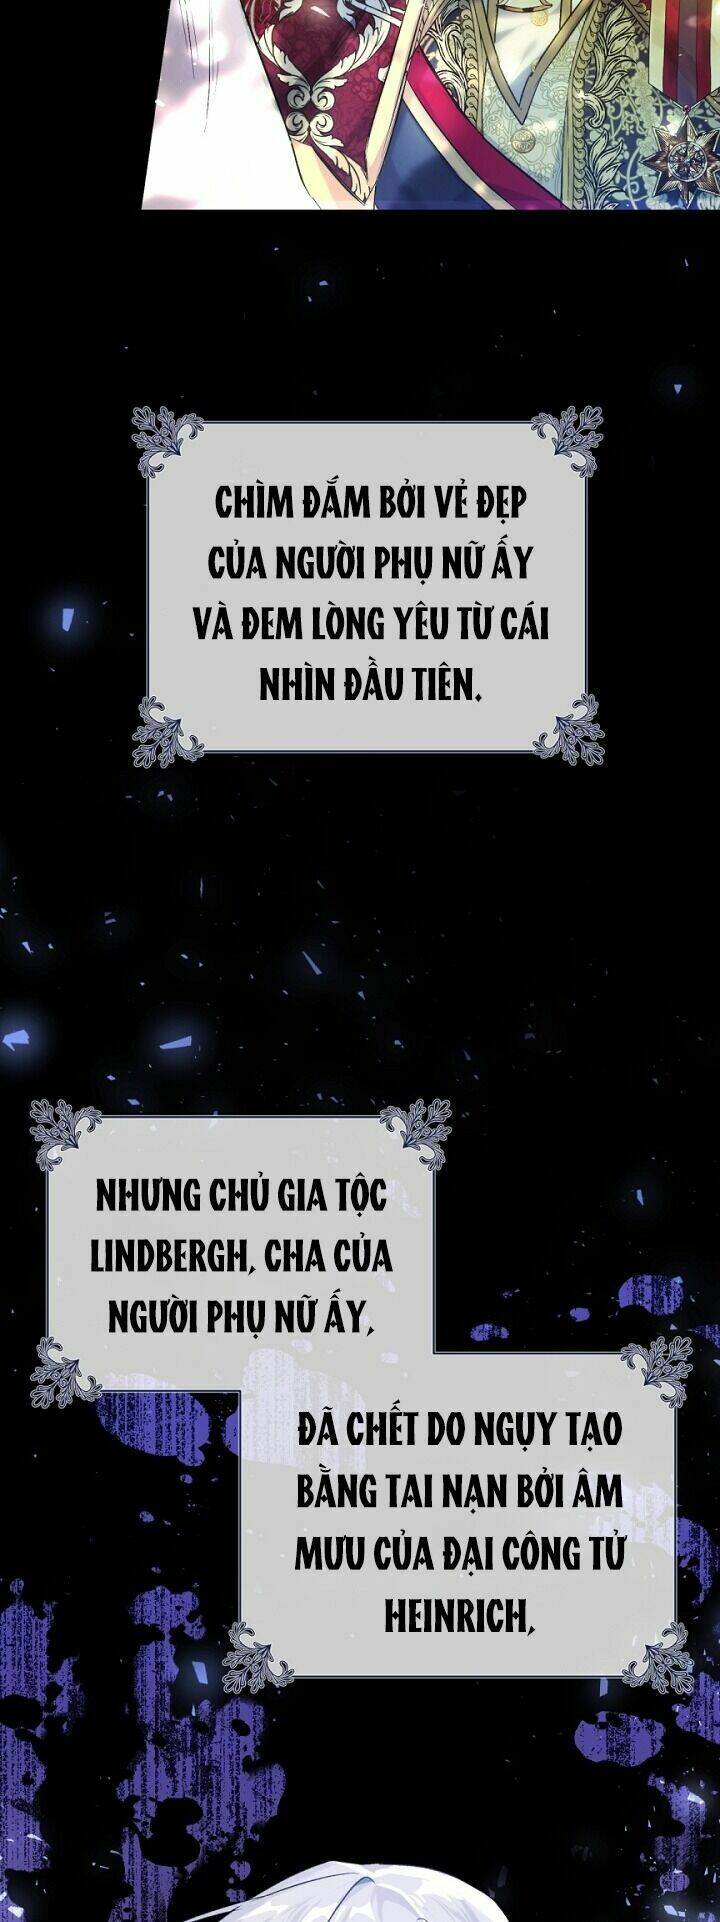 CHÌM ĐẮM BỞI VẺ ĐẸP
CỦA NGƯỜI PHỤ NỮ ẤY
VÀ ĐEM LÒNG YÊU TỪ CÁI
NHÌN ĐẦU TIÊN.
NHƯNG CHỦ GIA TỘC
LINDBERGH, CHA CỦA
NGƯỜI PHỤ NỮ ẤY,
ĐÃ CHẾT DO NGỤY TẠO
BẰNG TAI NẠN BỞI ÂM
MƯU CỦA ĐẠI CÔNG TỬ
HEINRICH,